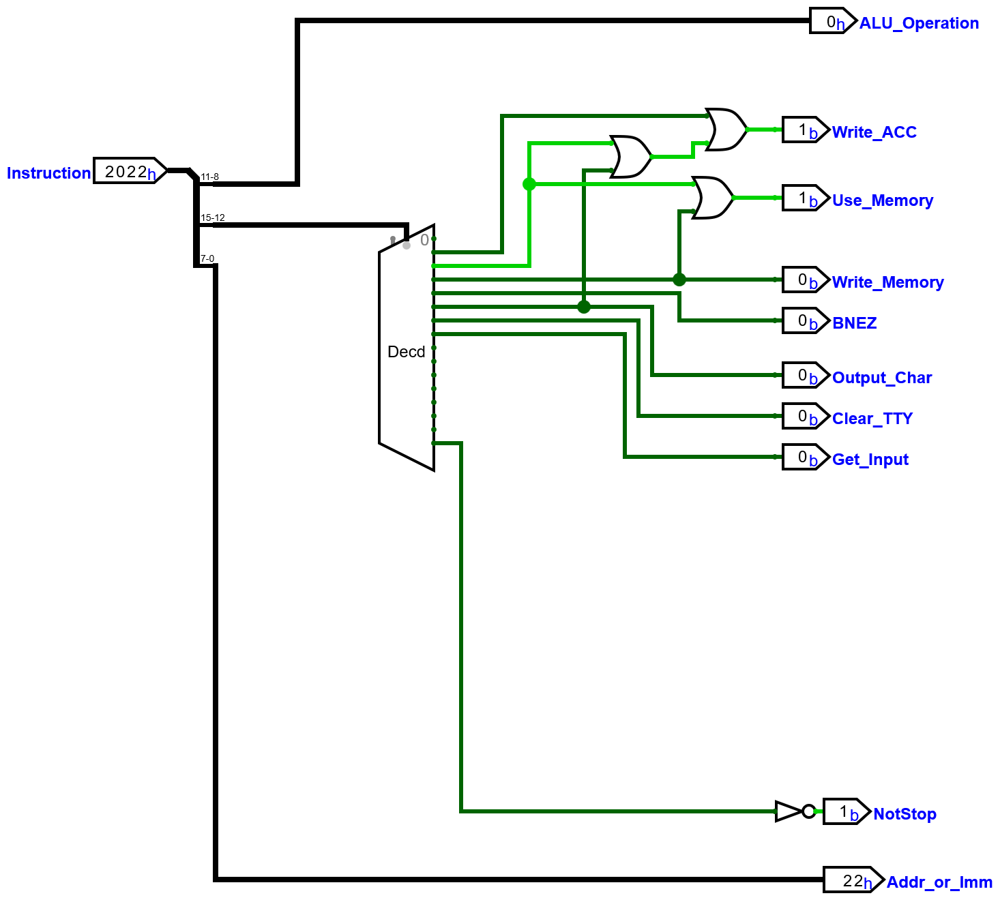 0h ALU_Operation
1b Write_ACC
Instruction 2022h
11-8
1b Use_Memory
15-12
0
7-0
0b Write_Memory
0b BNEZ
Decd
0b Output_Char
0b Clear_TTY
0b Get_Input
1b NotStop
22h Addr_or_Imm